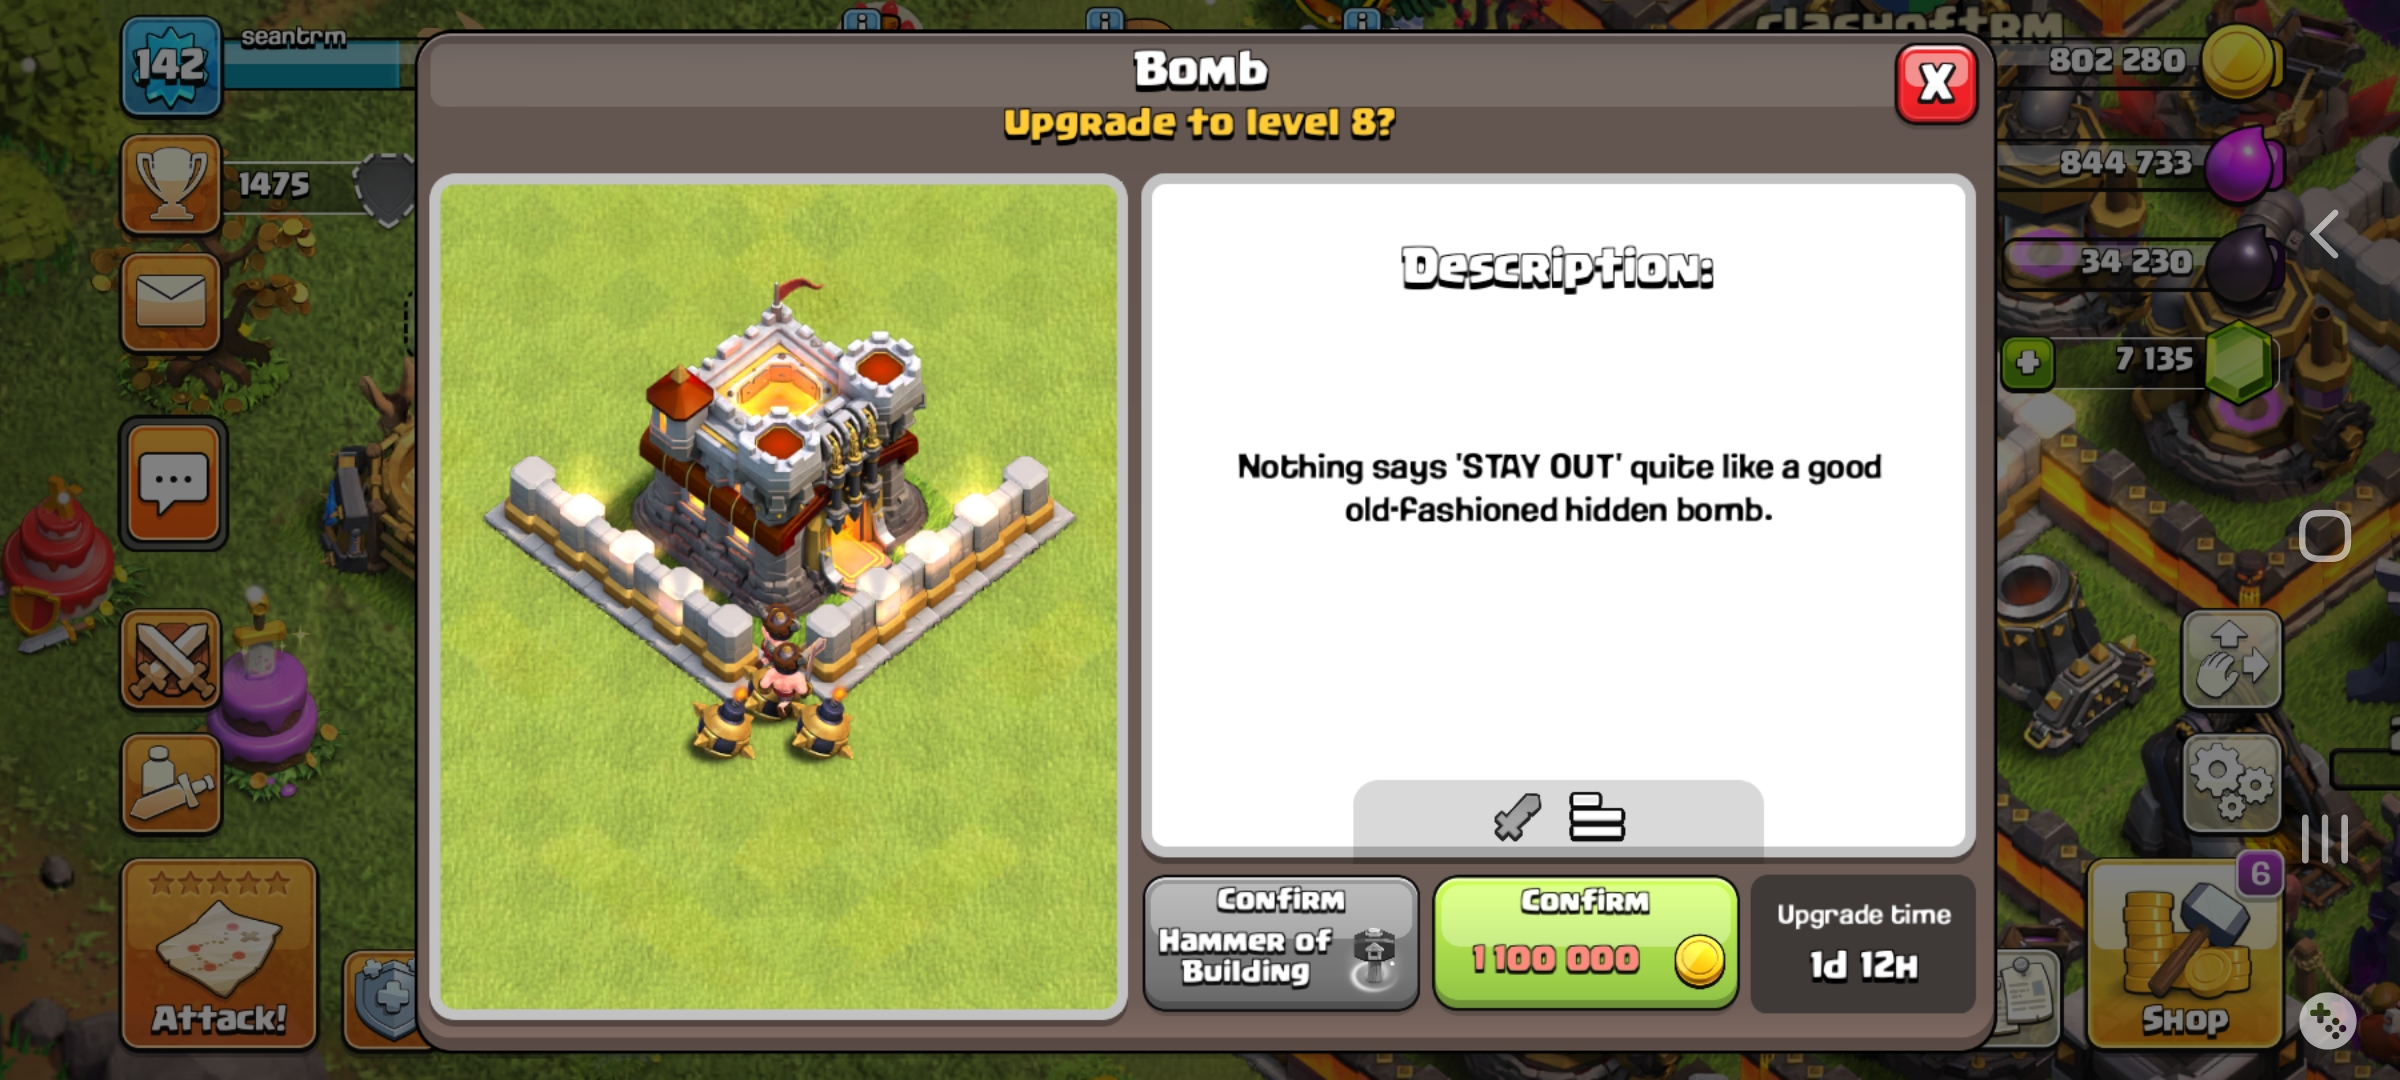 142
seantrm
1475
Attack!
Bomb
Upgrade to level 8?
X
Description:
Nothing says 'STAY OUT' quite like a good
old-fashioned hidden bomb.
Confirm
Hammer of
Building
Confirm
1 100 000
Upgrade time
1d 12H
clashoftrm
802 280
844 733
34 230
7 135
6
Shop